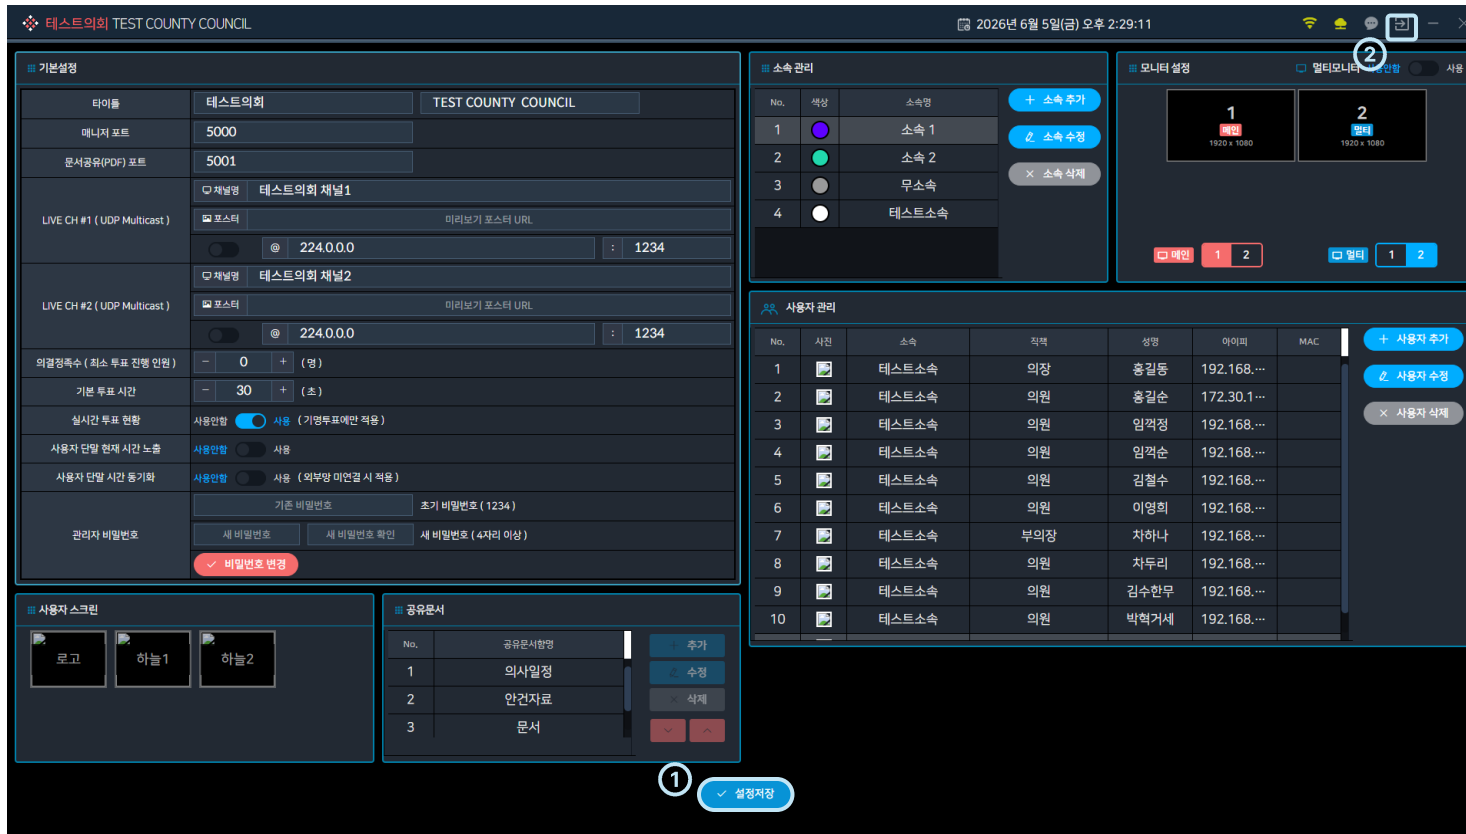 테스트의회 TEST COUNTY COUNCIL
2026년 6월 5일(금) 오후 2:29:11
기본설정
타이틀 테스트의회 TEST COUNTY COUNCIL
매니저 포트 5000
문서공유(PDF) 포트 5001
LIVE CH #1 ( UDP Multicast )
채널명 테스트의회 채널1
포스터 미리보기 포스터 URL
@ 224.0.0.0 : 1234
LIVE CH #2 ( UDP Multicast )
채널명 테스트의회 채널2
포스터 미리보기 포스터 URL
@ 224.0.0.0 : 1234
의결정족수 ( 최소 투표 진행 인원 ) − 0 + ( 명 )
기본 투표 시간 − 30 + ( 초 )
실시간 투표 현황 사용안함 사용 ( 기명투표에만 적용 )
사용자 단말 현재 시간 노출 사용안함 사용
사용자 단말 시간 동기화 사용안함 사용 ( 외부망 미연결 시 적용 )
관리자 비밀번호
기존 비밀번호 초기 비밀번호 ( 1234 )
새 비밀번호 새 비밀번호 확인 새 비밀번호 ( 4자리 이상 )
비밀번호 변경
사용자 스크린
로고 하늘1 하늘2
공유문서
No. 공유문서함명
1 의사일정
2 안건자료
3 문서
+ 추가
수정
× 삭제
소속 관리
No. 색상 소속명
1 소속 1
2 소속 2
3 무소속
4 테스트소속
+ 소속 추가
소속 수정
× 소속 삭제
모니터 설정 멀티모니터 사용안함 사용
2
1 메인 1920 x 1080
2 멀티 1920 x 1080
메인 1 2
멀티 1 2
사용자 관리
No. 사진 소속 직책 성명 아이피 MAC
1 테스트소속 의장 홍길동 192.168.···
2 테스트소속 의원 홍길순 172.30.1···
3 테스트소속 의원 임꺽정 192.168.···
4 테스트소속 의원 임꺽순 192.168.···
5 테스트소속 의원 김철수 192.168.···
6 테스트소속 의원 이영희 192.168.···
7 테스트소속 부의장 차하나 192.168.···
8 테스트소속 의원 차두리 192.168.···
9 테스트소속 의원 김수한무 192.168.···
10 테스트소속 의원 박혁거세 192.168.···
+ 사용자 추가
사용자 수정
× 사용자 삭제
1
설정저장